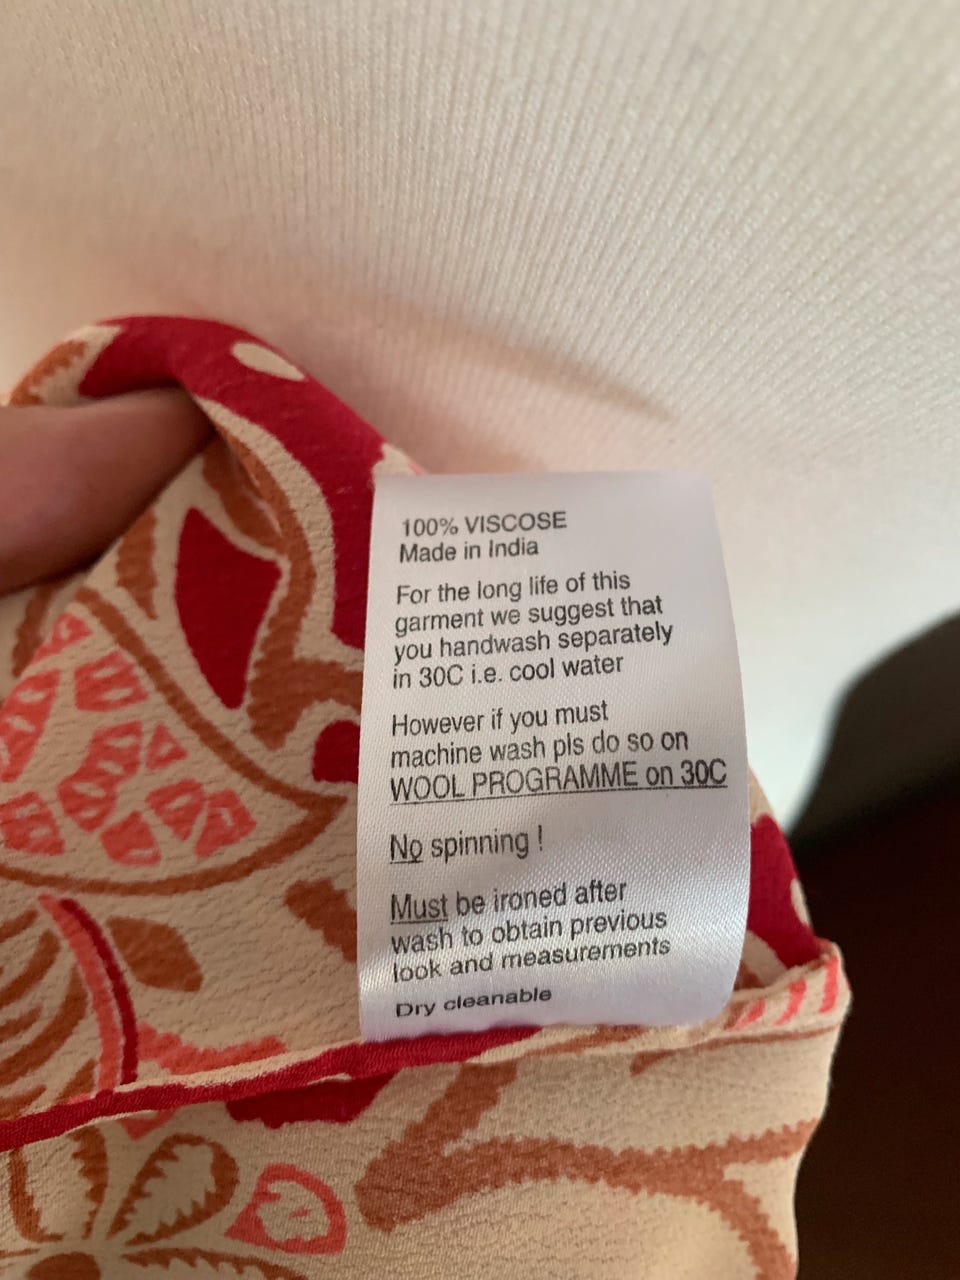 100% VISCOSE
Made in India
For the long life of this
garment we suggest that
you handwash separately
in 30C i.e. cool water
However if you must
machine wash pls do so on
WOOL PROGRAMME on 30C
No spinning !
Must be ironed after
wash to obtain previous
look and measurements
Dry cleanable